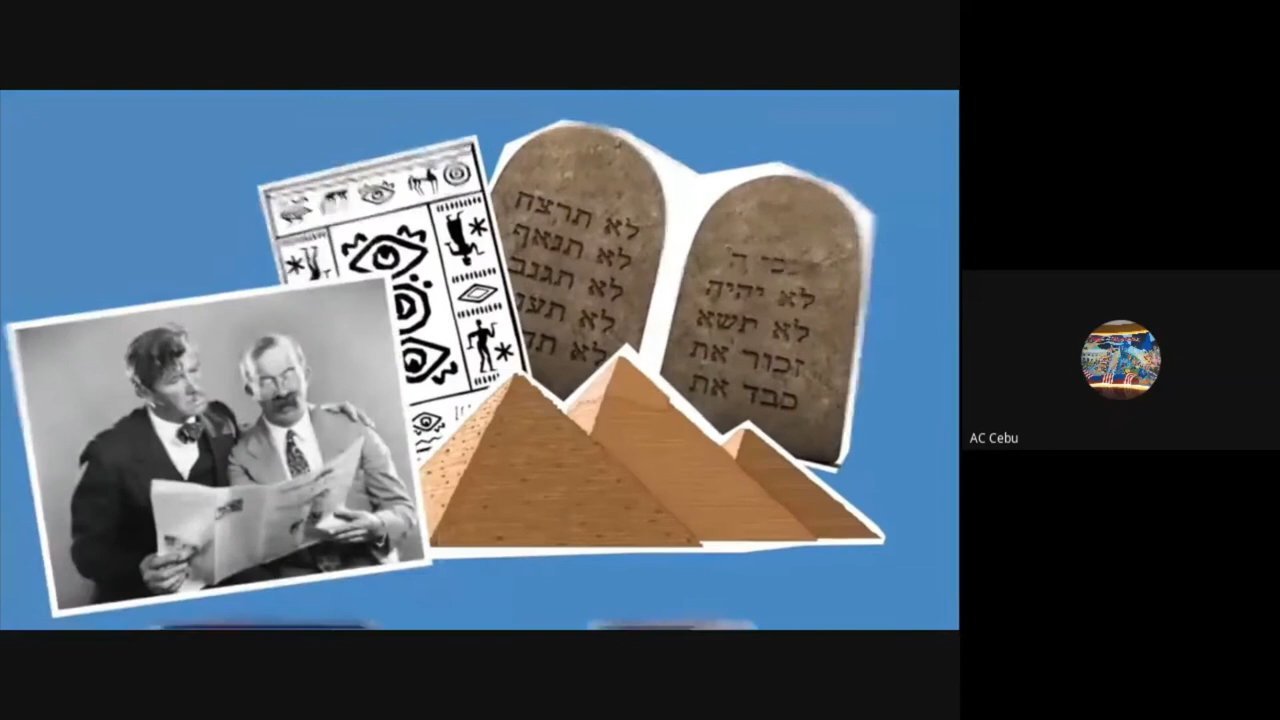 לא תרצח
לא תנאף
לא תגנב
לא
לא
לא יהיה
לא תשא
זכור את
כבד את
AC Cebu